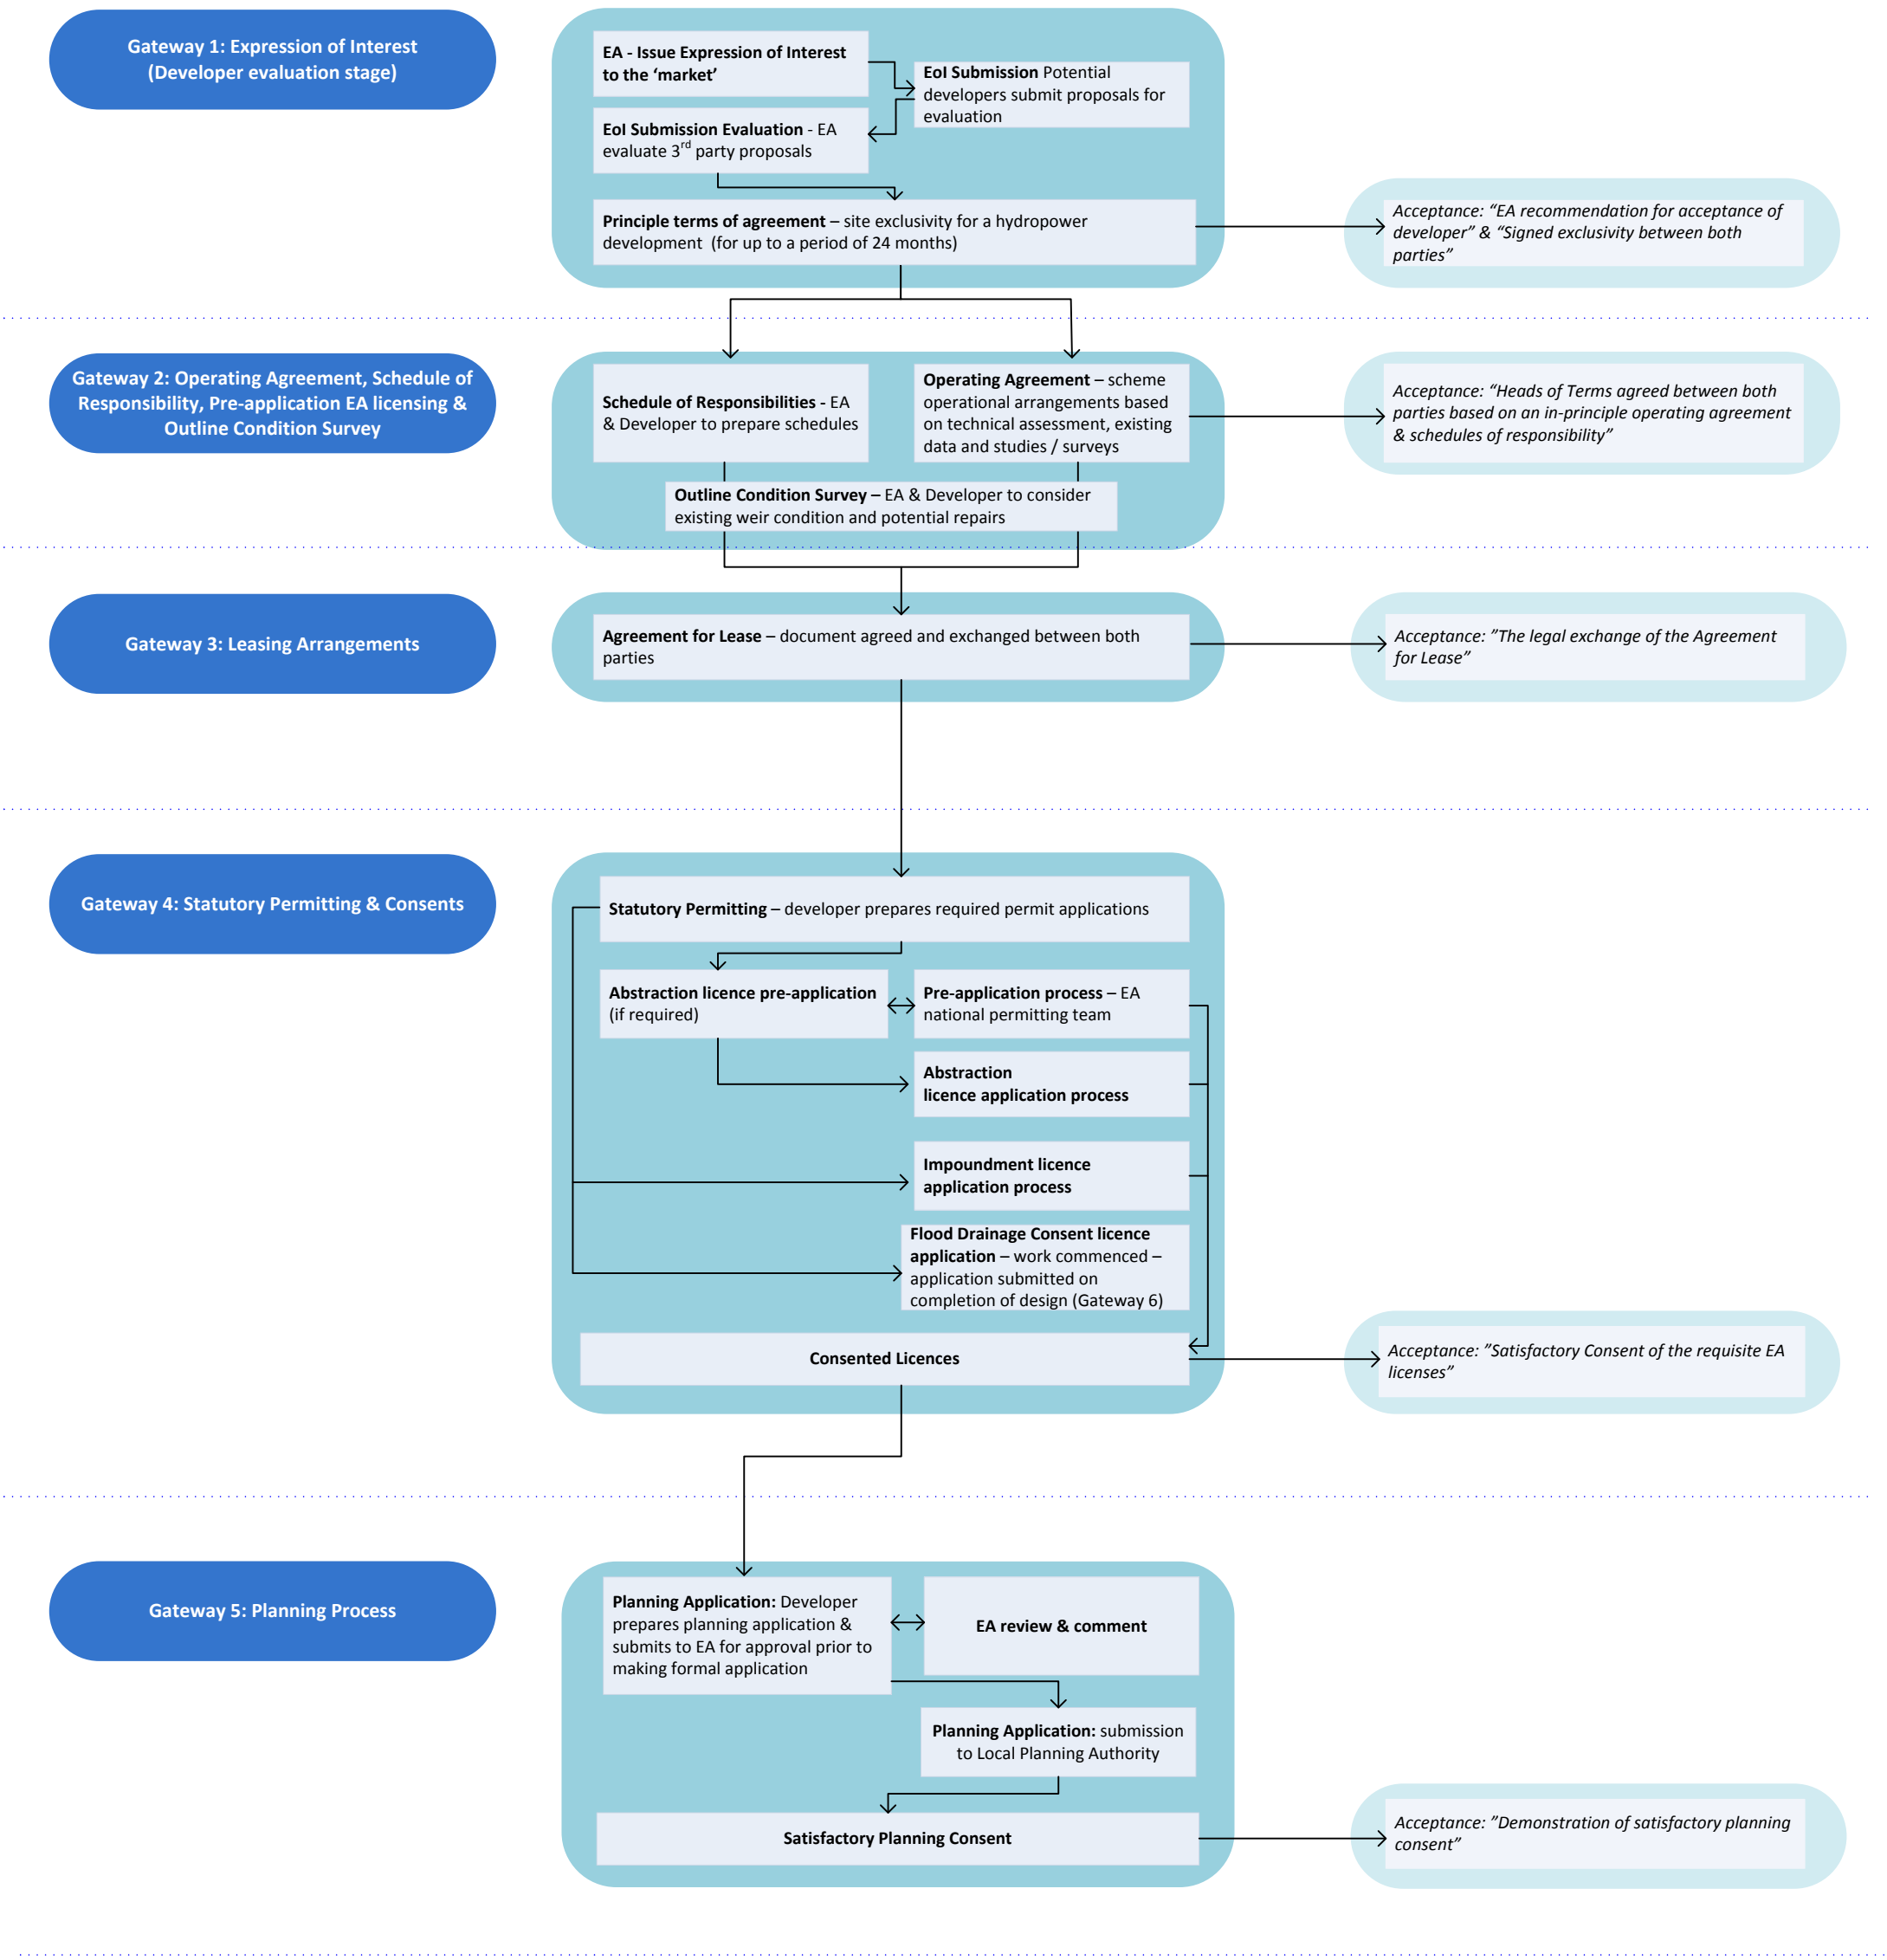 Gateway 1: Expression of Interest
(Developer evaluation stage)
EA - Issue Expression of Interest
to the ‘market’
EoI Submission Potential
developers submit proposals for
evaluation
EoI Submission Evaluation - EA
evaluate 3rd party proposals
Principle terms of agreement – site exclusivity for a hydropower
development  (for up to a period of 24 months)
Acceptance: “EA recommendation for acceptance of
developer” & “Signed exclusivity between both
parties”
Gateway 2: Operating Agreement, Schedule of
Responsibility, Pre-application EA licensing &
Outline Condition Survey
Schedule of Responsibilities - EA
& Developer to prepare schedules
Operating Agreement – scheme
operational arrangements based
on technical assessment, existing
data and studies / surveys
Outline Condition Survey – EA & Developer to consider
existing weir condition and potential repairs
Acceptance: “Heads of Terms agreed between both
parties based on an in-principle operating agreement
& schedules of responsibility”
Gateway 3: Leasing Arrangements
Agreement for Lease – document agreed and exchanged between both
parties
Acceptance: ”The legal exchange of the Agreement
for Lease”
Gateway 4: Statutory Permitting & Consents
Statutory Permitting – developer prepares required permit applications
Abstraction licence pre-application
(if required)
Pre-application process – EA
national permitting team
Abstraction
licence application process
Impoundment licence
application process
Flood Drainage Consent licence
application – work commenced –
application submitted on
completion of design (Gateway 6)
Consented Licences
Acceptance: ”Satisfactory Consent of the requisite EA
licenses”
Gateway 5: Planning Process
Planning Application: Developer
prepares planning application &
submits to EA for approval prior to
making formal application
EA review & comment
Planning Application: submission
to Local Planning Authority
Satisfactory Planning Consent
Acceptance: ”Demonstration of satisfactory planning
consent”